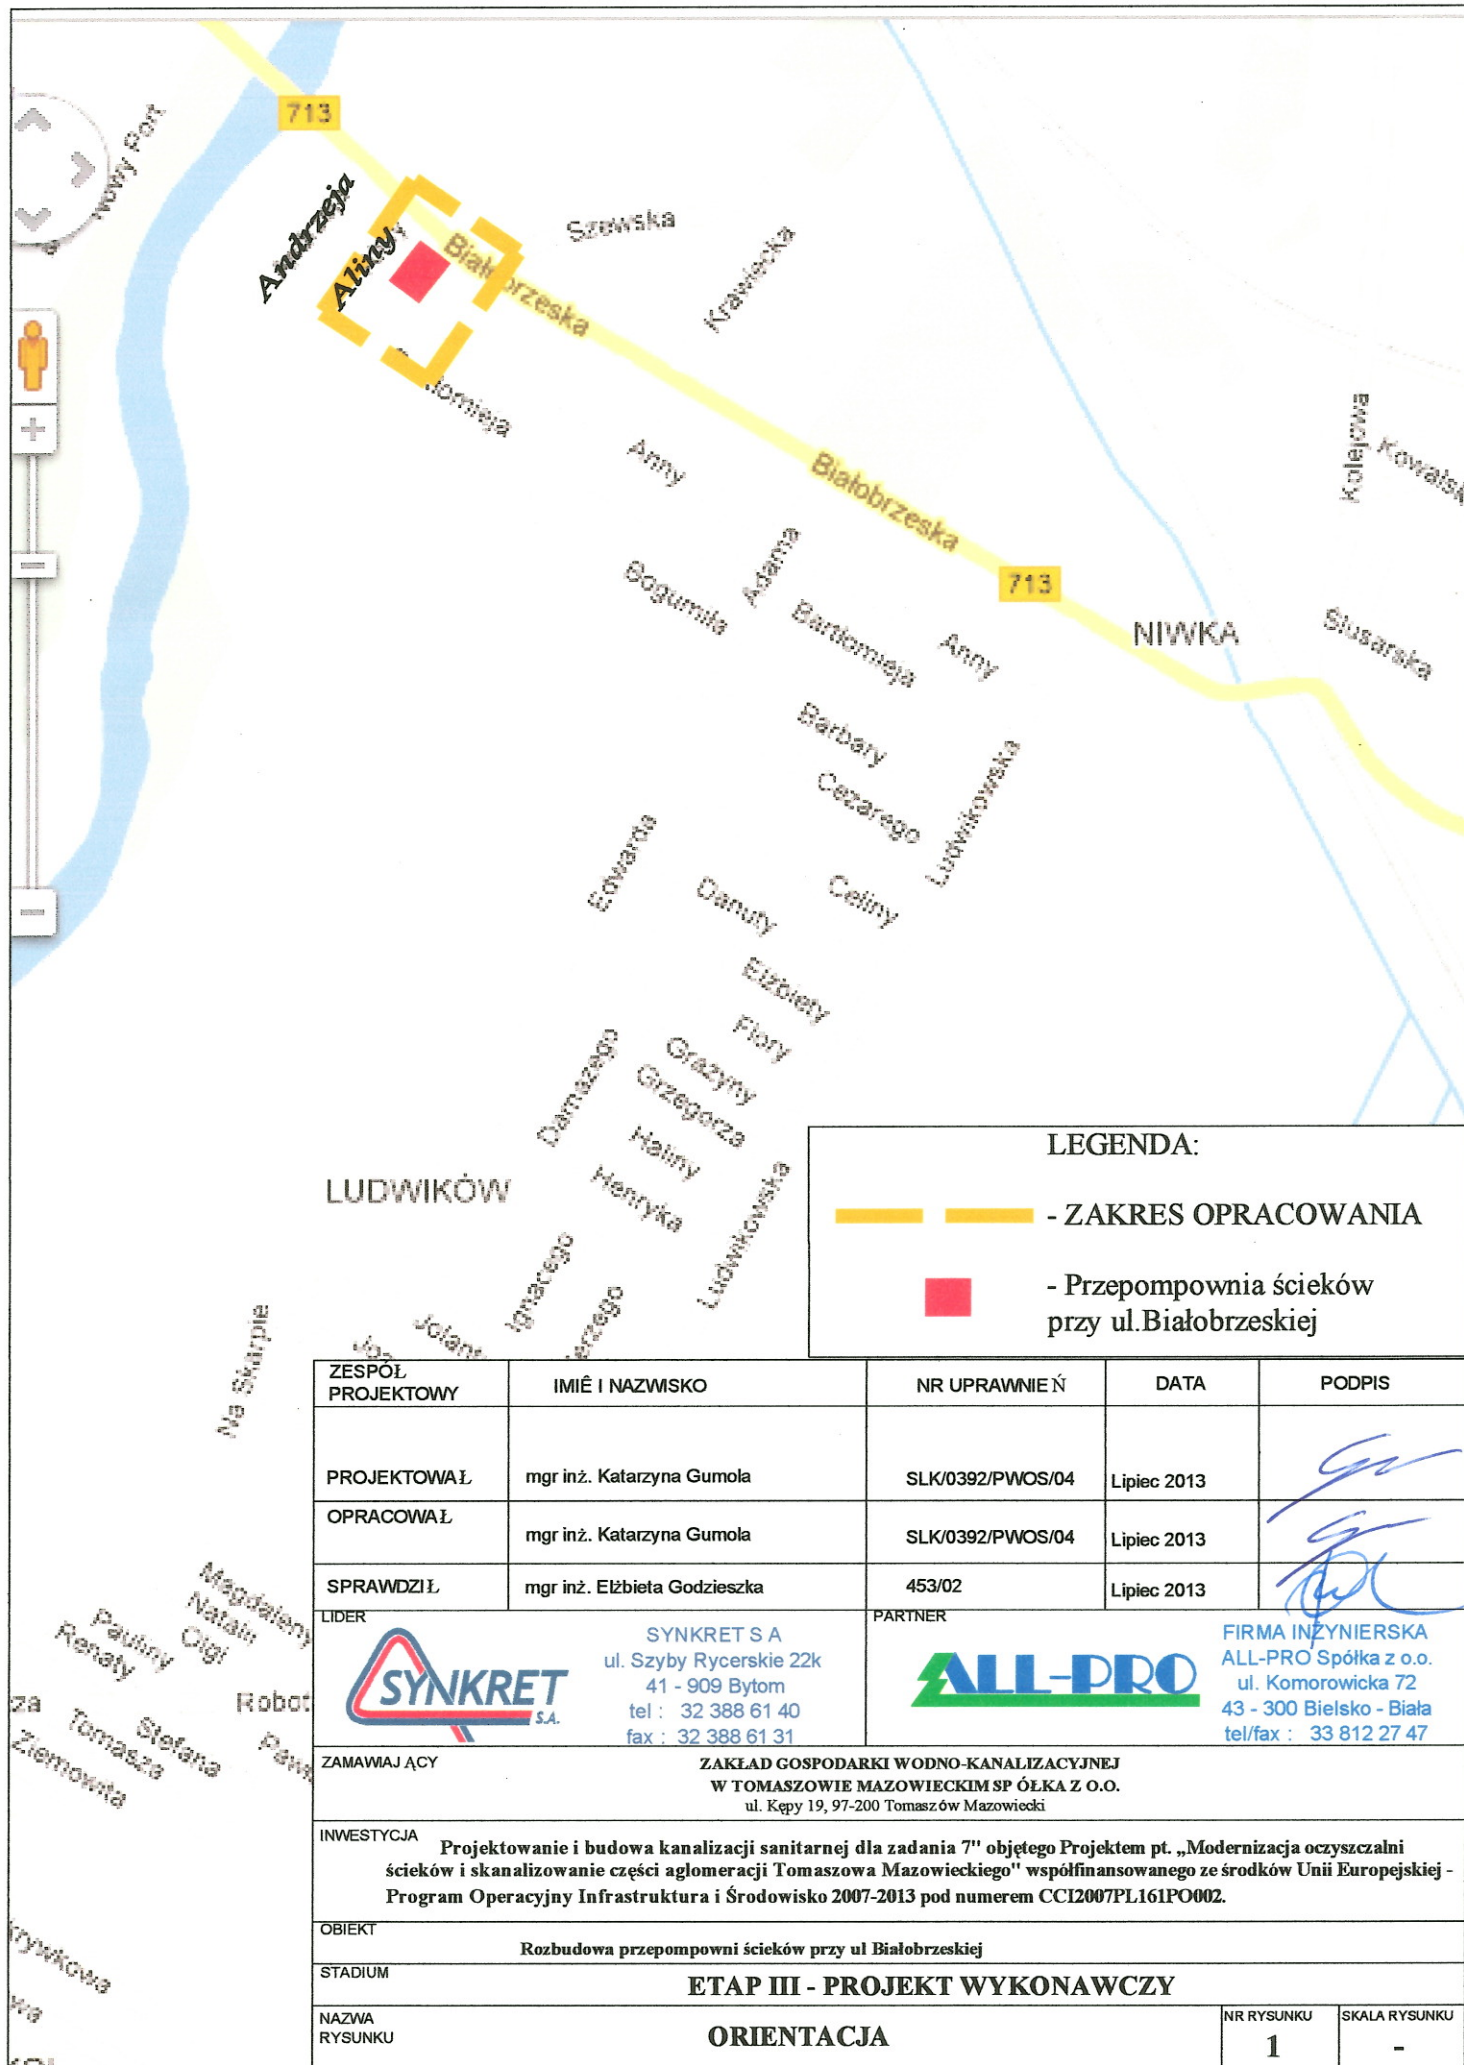 713
Nowy Port
Andrzeja
Aliny
Szewska
Krawiecka
Białobrzeska
Anny
Białobrzeska
Kolejowa
Kowalsk
Bogumiła
Adama
Bartłomieja
Anny
713
NIWKA
Ślusarska
Barbary
Cezarego
Ludwikowska
Edwarda
Danuty
Celiny
Elżbiety
Flory
Damazego
Grażyny
Grzegorza
Haliny
Henryka
Ludwikowska
LUDWIKÓW
Ignacego
erzego
Jolant
Na Skarpie
LEGENDA:
- ZAKRES OPRACOWANIA
- Przepompownia ścieków
przy ul.Białobrzeskiej
Magdaleny
Natalii
Olgi
Pauliny
Renaty
za
Robot
Tomasza
Stefana
Ziemowita
Pawł
krywkowa
wa
ZESPÓŁ
PROJEKTOWY
IMIÊ I NAZWISKO
NR UPRAWNIEŃ
DATA
PODPIS
PROJEKTOWAŁ
mgr inż. Katarzyna Gumola
SLK/0392/PWOS/04
Lipiec 2013
OPRACOWAŁ
mgr inż. Katarzyna Gumola
SLK/0392/PWOS/04
Lipiec 2013
SPRAWDZIŁ
mgr inż. Elżbieta Godzieszka
453/02
Lipiec 2013
LIDER
SYNKRET
S.A.
SYNKRET S A
ul. Szyby Rycerskie 22k
41 - 909 Bytom
tel : 32 388 61 40
fax : 32 388 61 31
PARTNER
ALL-PRO
FIRMA INŻYNIERSKA
ALL-PRO Spółka z o.o.
ul. Komorowicka 72
43 - 300 Bielsko - Biała
tel/fax : 33 812 27 47
ZAMAWIAJĄCY
ZAKŁAD GOSPODARKI WODNO-KANALIZACYJNEJ
W TOMASZOWIE MAZOWIECKIM SPÓŁKA Z O.O.
ul. Kępy 19, 97-200 Tomaszów Mazowiecki
INWESTYCJA
Projektowanie i budowa kanalizacji sanitarnej dla zadania 7" objętego Projektem pt. „Modernizacja oczyszczalni
ścieków i skanalizowanie części aglomeracji Tomaszowa Mazowieckiego" współfinansowanego ze środków Unii Europejskiej -
Program Operacyjny Infrastruktura i Środowisko 2007-2013 pod numerem CCI2007PL161PO002.
OBIEKT
Rozbudowa przepompowni ścieków przy ul Białobrzeskiej
STADIUM
ETAP III - PROJEKT WYKONAWCZY
NAZWA
RYSUNKU
ORIENTACJA
NR RYSUNKU
1
SKALA RYSUNKU
-